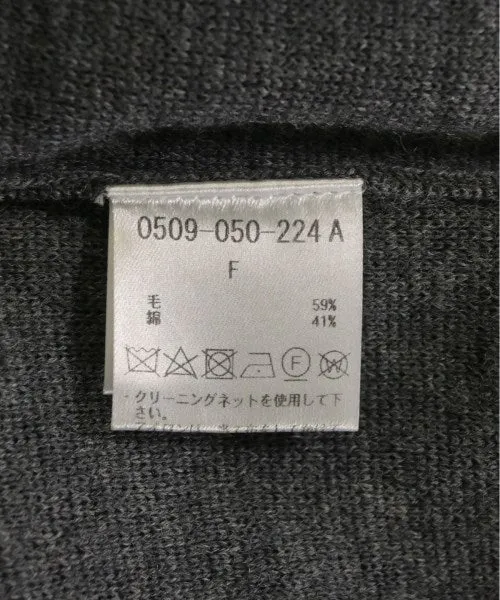 0509-050-224 A
F
毛 59%
綿 41%
・クリーニングネットを使用して下
さい。